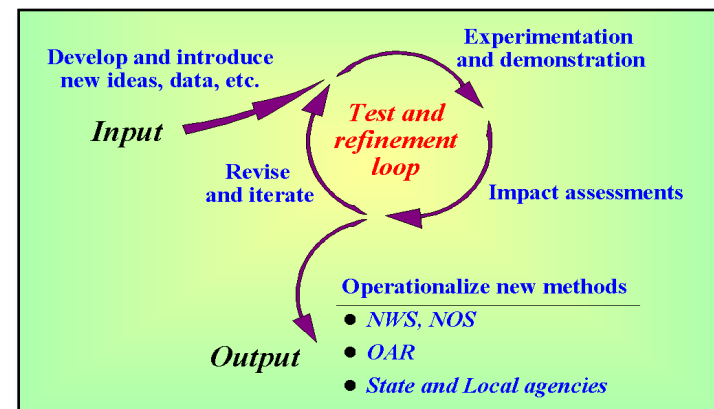 Develop and introduce
new ideas, data, etc.
Input
Experimentation
and demonstration
Test and
refinement
loop
Revise
and iterate
Impact assessments
Operationalize new methods
● NWS, NOS
● OAR
● State and Local agencies
Output